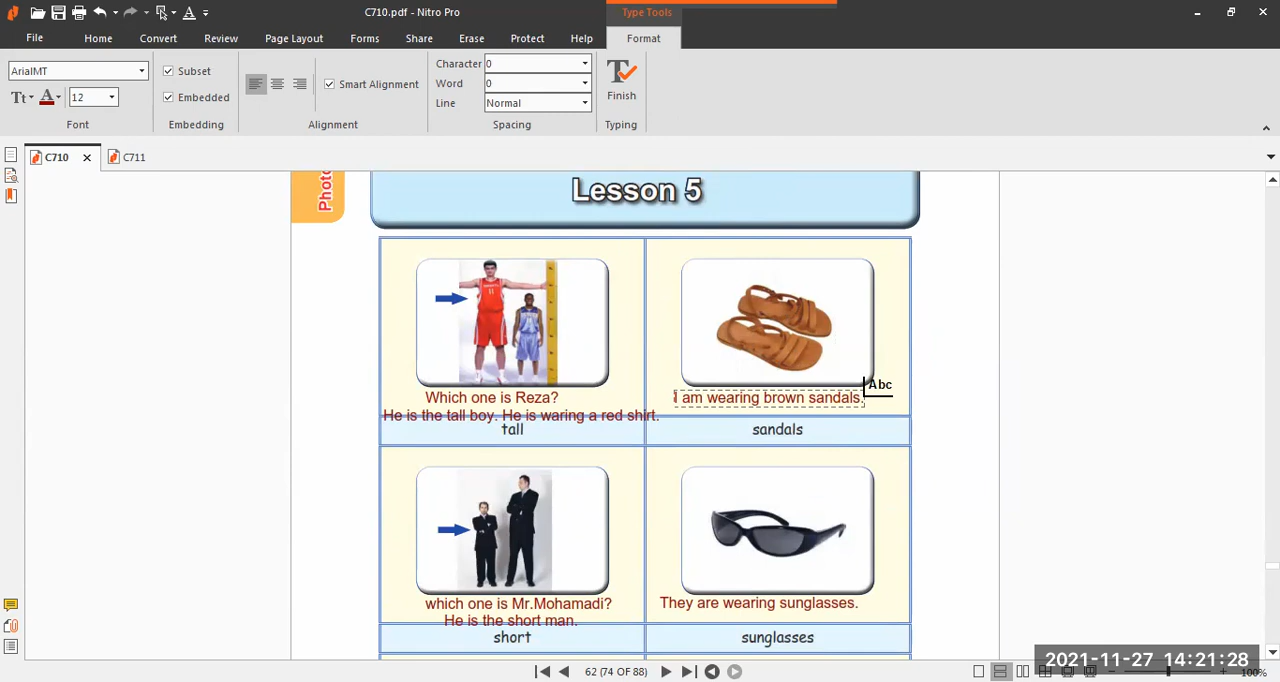 C710.pdf - Nitro Pro
Type Tools
File Home Convert Review Page Layout Forms Share Erase Protect Help Format
ArialMT
12
Subset
Embedded
Smart Alignment
Character 0
Word 0
Line Normal
Finish
Font Embedding Alignment Spacing Typing
C710
C711
Photo
Lesson 5
11
Which one is Reza?
He is the tall boy. He is waring a red shirt.
tall
I am wearing brown sandals.
Abc
sandals
which one is Mr.Mohamadi?
He is the short man.
short
They are wearing sunglasses.
sunglasses
62 (74 OF 88)
2021-11-27 14:21:28
100%